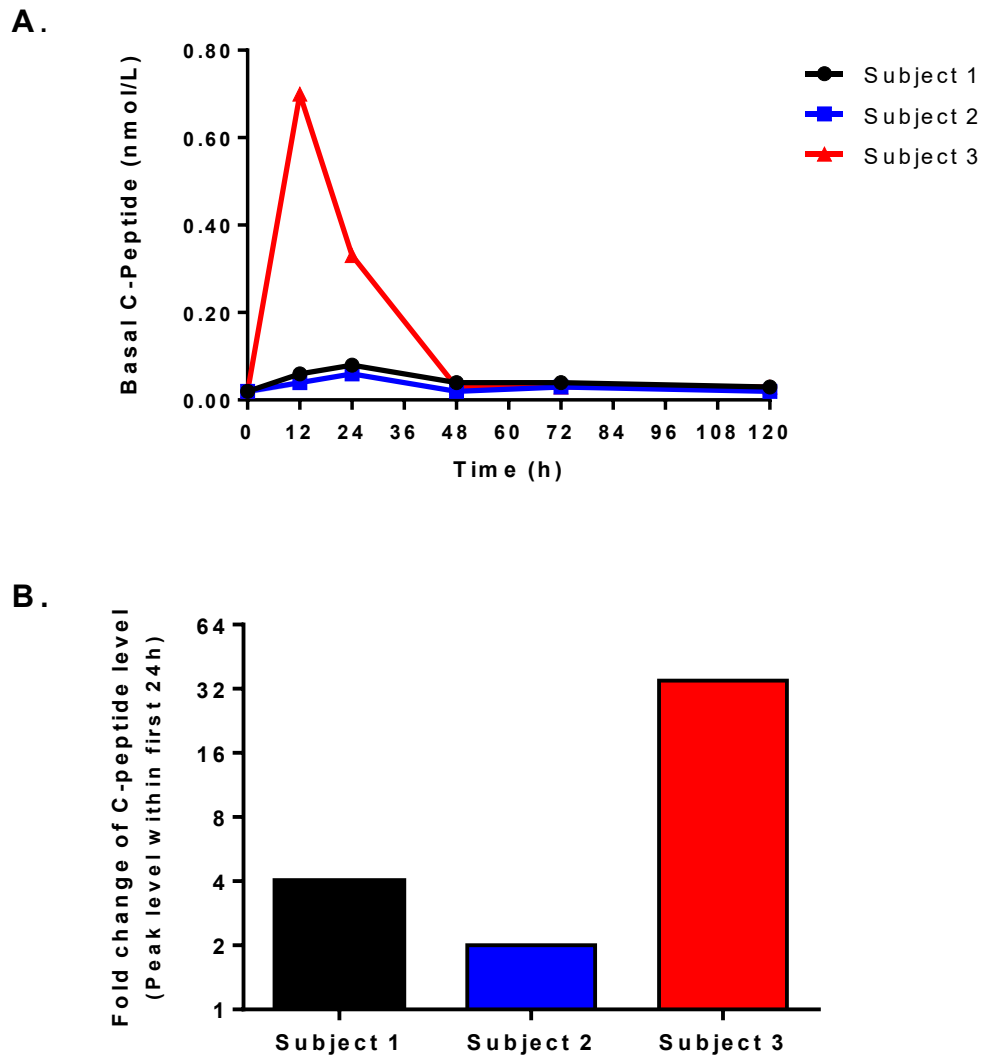 A.
Basal C-Peptide (nmol/L)
0.80
0.60
0.40
0.20
0.00
0 12 24 36 48 60 72 84 96 108 120
Time (h)
Subject 1
Subject 2
Subject 3
B.
Fold change of C-peptide level
(Peak level within first 24h)
64
32
16
8
4
2
1
Subject 1 Subject 2 Subject 3